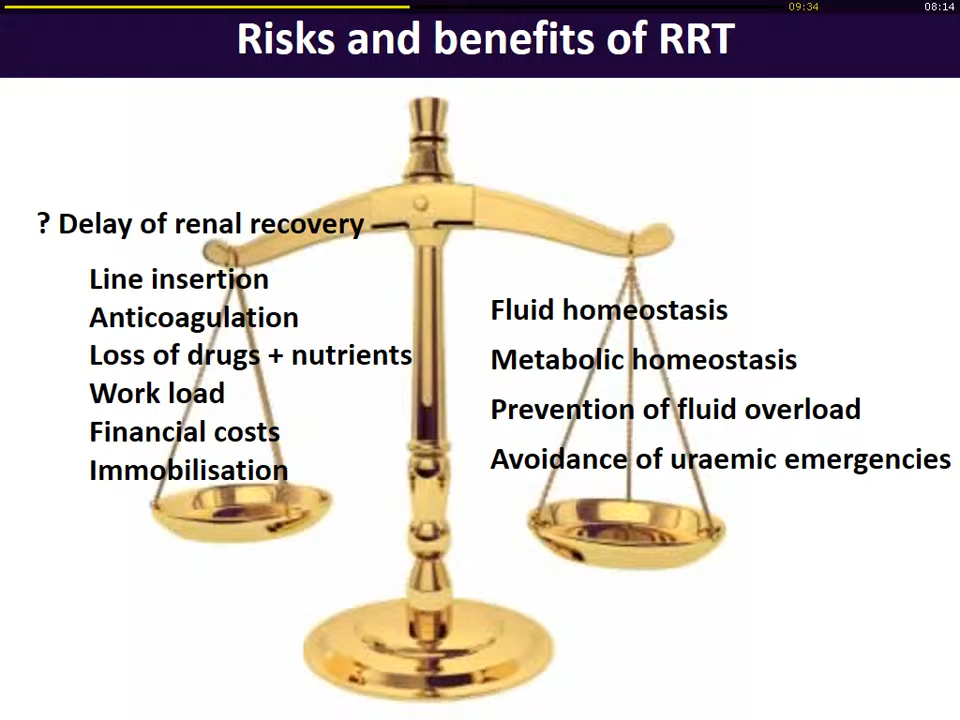 09:34
08:14
Risks and benefits of RRT
? Delay of renal recovery
Line insertion
Anticoagulation
Loss of drugs + nutrients
Work load
Financial costs
Immobilisation
Fluid homeostasis
Metabolic homeostasis
Prevention of fluid overload
Avoidance of uraemic emergencies